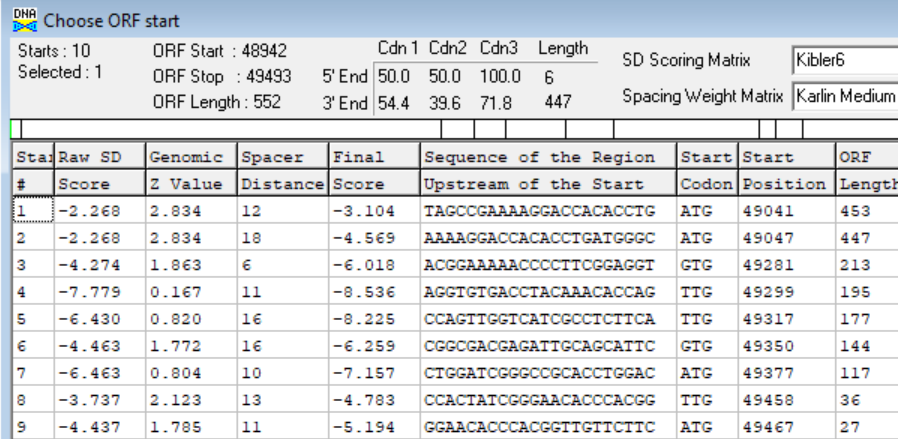 DNA Choose ORF start
Starts : 10 ORF Start : 48942 Cdn 1 Cdn2 Cdn3 Length SD Scoring Matrix Kibler6
Selected : 1 ORF Stop : 49493 5' End 50.0 50.0 100.0 6
ORF Length : 552 3' End 54.4 39.6 71.8 447 Spacing Weight Matrix Karlin Medium
Star Raw SD Genomic Spacer Final Sequence of the Region Start Start ORF
# Score Z Value Distance Score Upstream of the Start Codon Position Length
1 -2.268 2.834 12 -3.104 TAGCCGAAAAGGACCACACCTG ATG 49041 453
2 -2.268 2.834 18 -4.569 AAAAGGACCACACCTGATGGGC ATG 49047 447
3 -4.274 1.863 6 -6.018 ACGGAAAAACCCCTTCGGAGGT GTG 49281 213
4 -7.779 0.167 11 -8.536 AGGTGTGACCTACAAACACCAG TTG 49299 195
5 -6.430 0.820 16 -8.225 CCAGTTGGTCATCGCCTCTTCA TTG 49317 177
6 -4.463 1.772 16 -6.259 CGGCGACGAGATTGCAGCATTC GTG 49350 144
7 -6.463 0.804 10 -7.157 CTGGATCGGGCCGCACCTGGAC ATG 49377 117
8 -3.737 2.123 13 -4.783 CCACTATCGGGAACACCCACGG TTG 49458 36
9 -4.437 1.785 11 -5.194 GGAACACCCACGGTTGTTCTTC ATG 49467 27